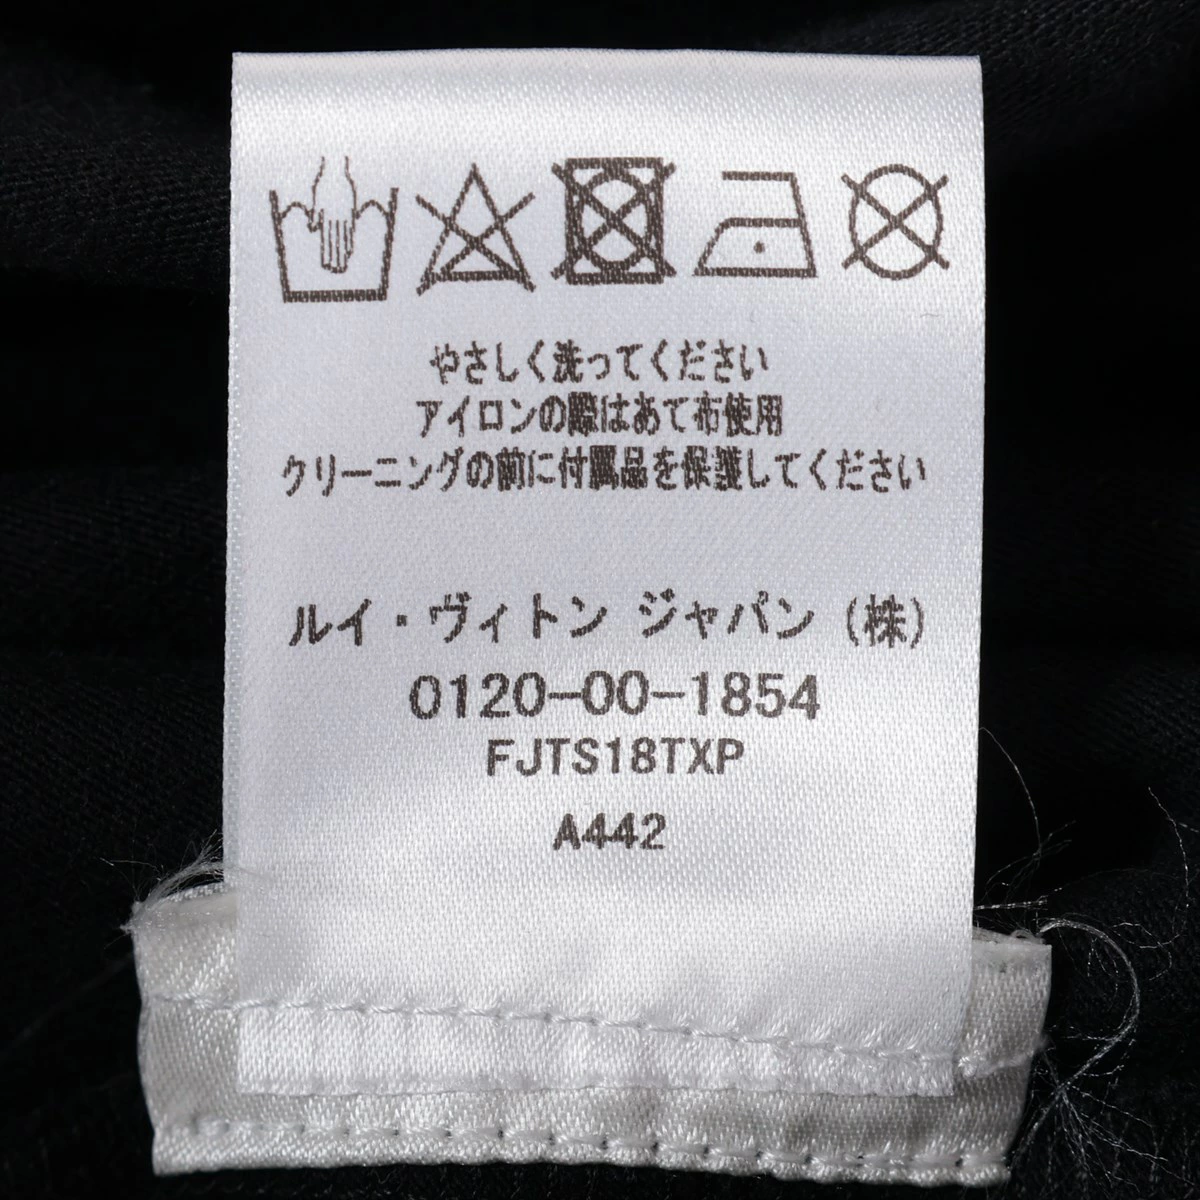 やさしく洗ってください
アイロンの際はあて布使用
クリーニングの前に付属品を保護してください
ルイ・ヴィトン ジャパン (株)
0120-00-1854
FJTS18TXP
A442